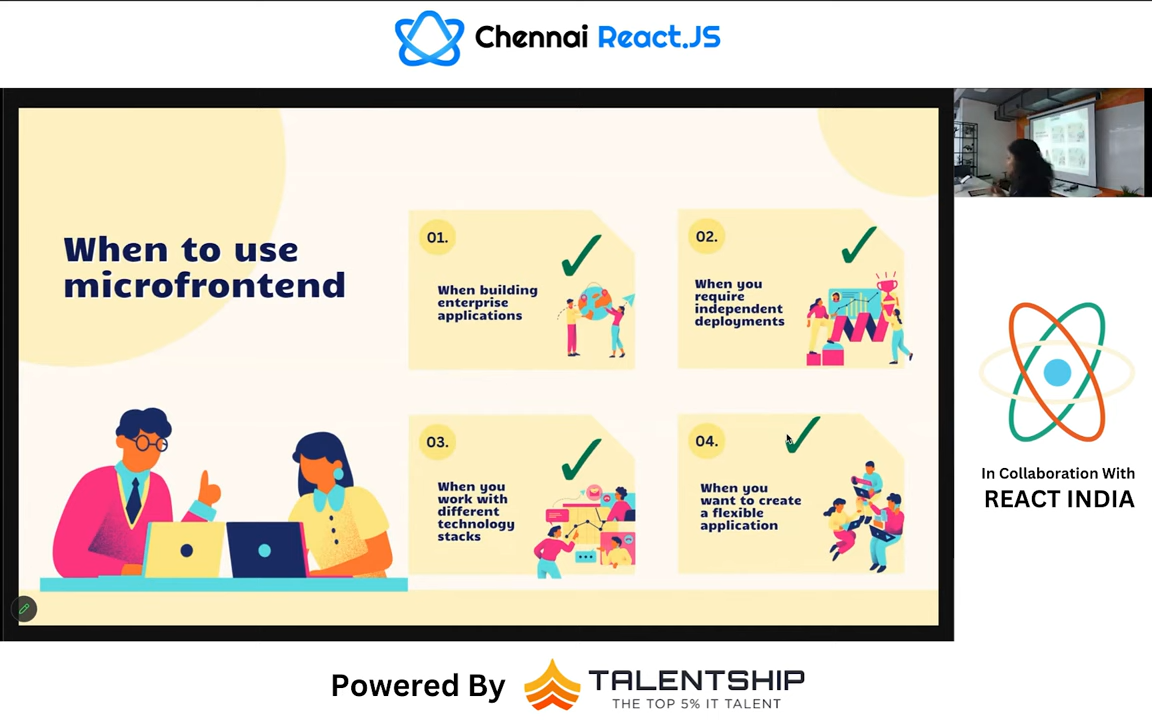 Chennai React.JS
When to use
microfrontend
01.
When building
enterprise
applications
02.
When you
require
independent
deployments
03.
When you
work with
different
technology
stacks
04.
When you
want to create
a flexible
application
In Collaboration With
REACT INDIA
Powered By
TALENTSHIP
THE TOP 5% IT TALENT